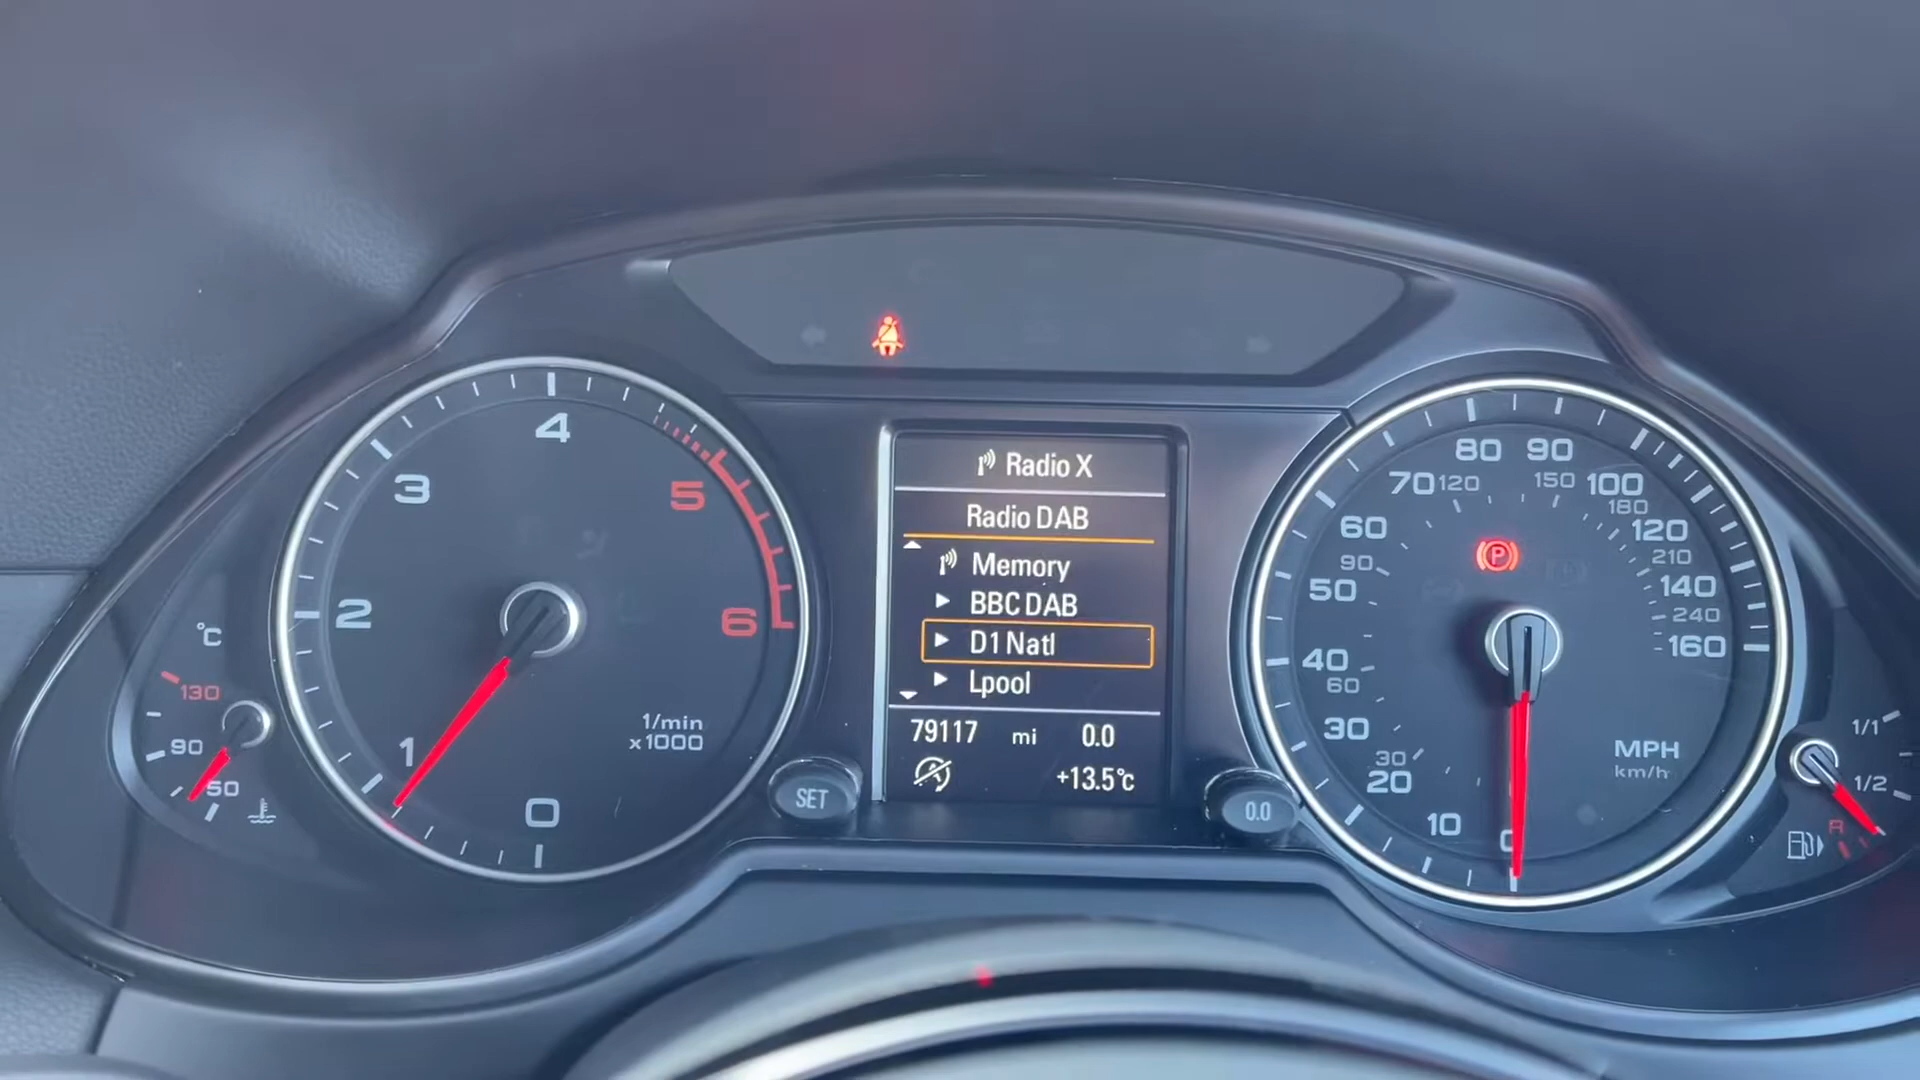 Radio X
Radio DAB
Memory
BBC DAB
D1 Natl
Lpool
79117 mi 0.0
+13.5°C
SET
0.0
0
1
2
3
4
5
6
1/min
x1000
°C
130
90
50
0
10
20
30
40
50
60
70
80
90
100
120
140
160
30
60
90
120
150
180
210
240
MPH
km/h
P
1/1
1/2
R